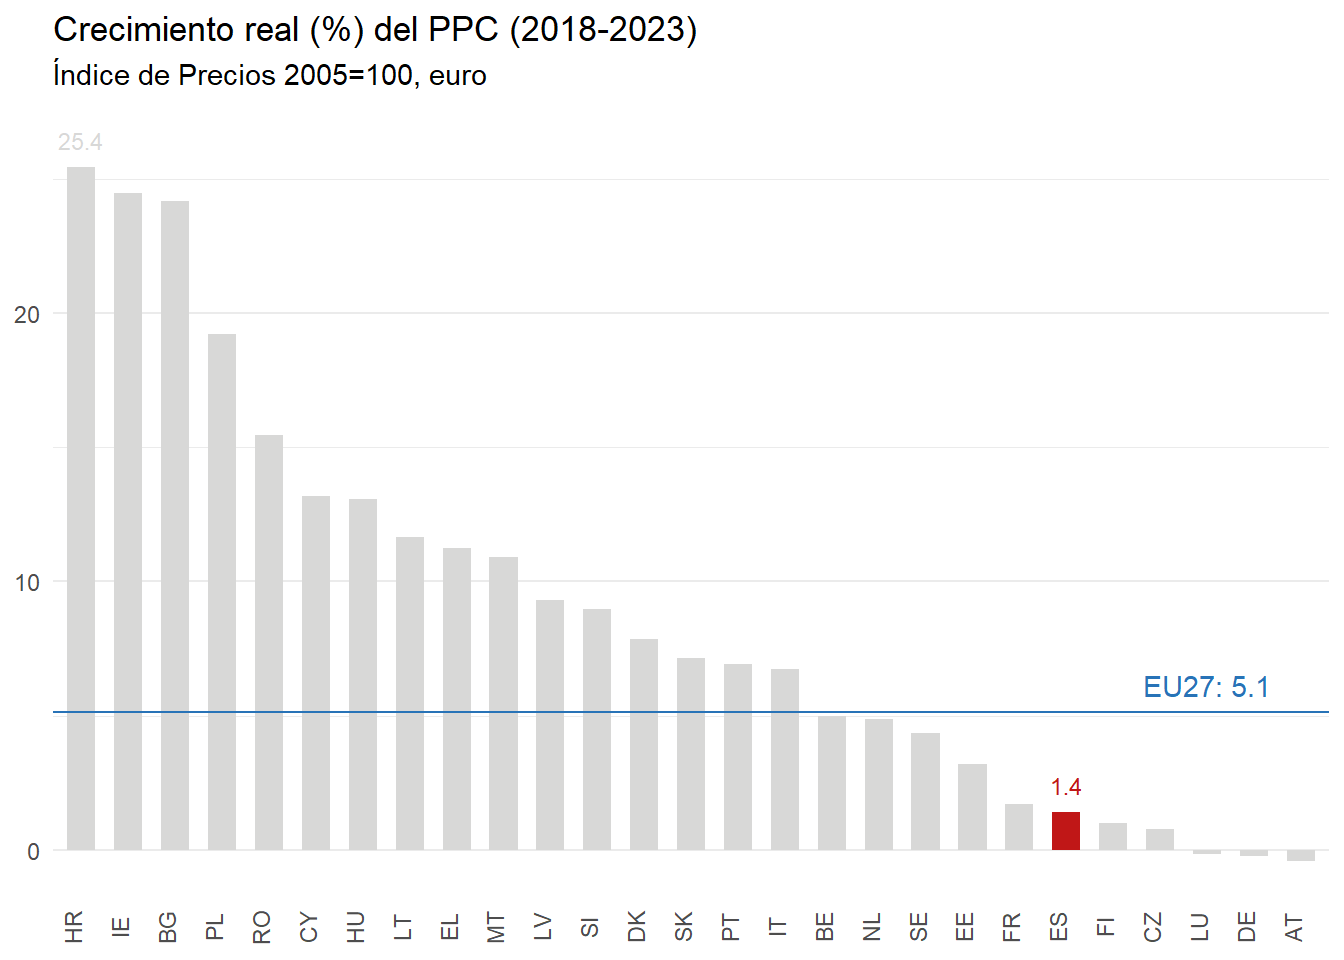 Crecimiento real (%) del PPC (2018-2023)
Índice de Precios 2005=100, euro
25.4
20
10
EU27: 5.1
1.4
0
HR IE BG PL RO CY HU LT EL MT LV SI DK SK PT IT BE NL SE EE FR ES FI CZ LU DE AT